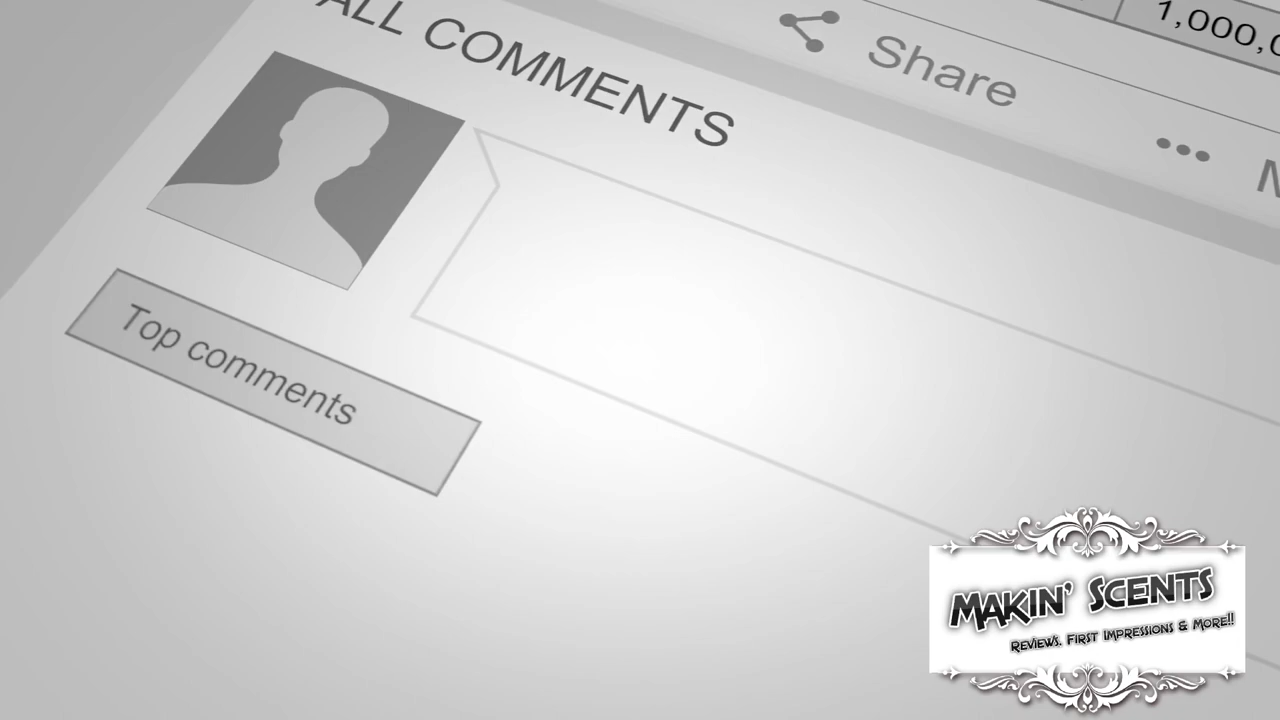 1,000,0
Share
ALL COMMENTS
Top comments
MAKIN' SCENTS
REVIEWS, FIRST IMPRESSIONS & MORE!!